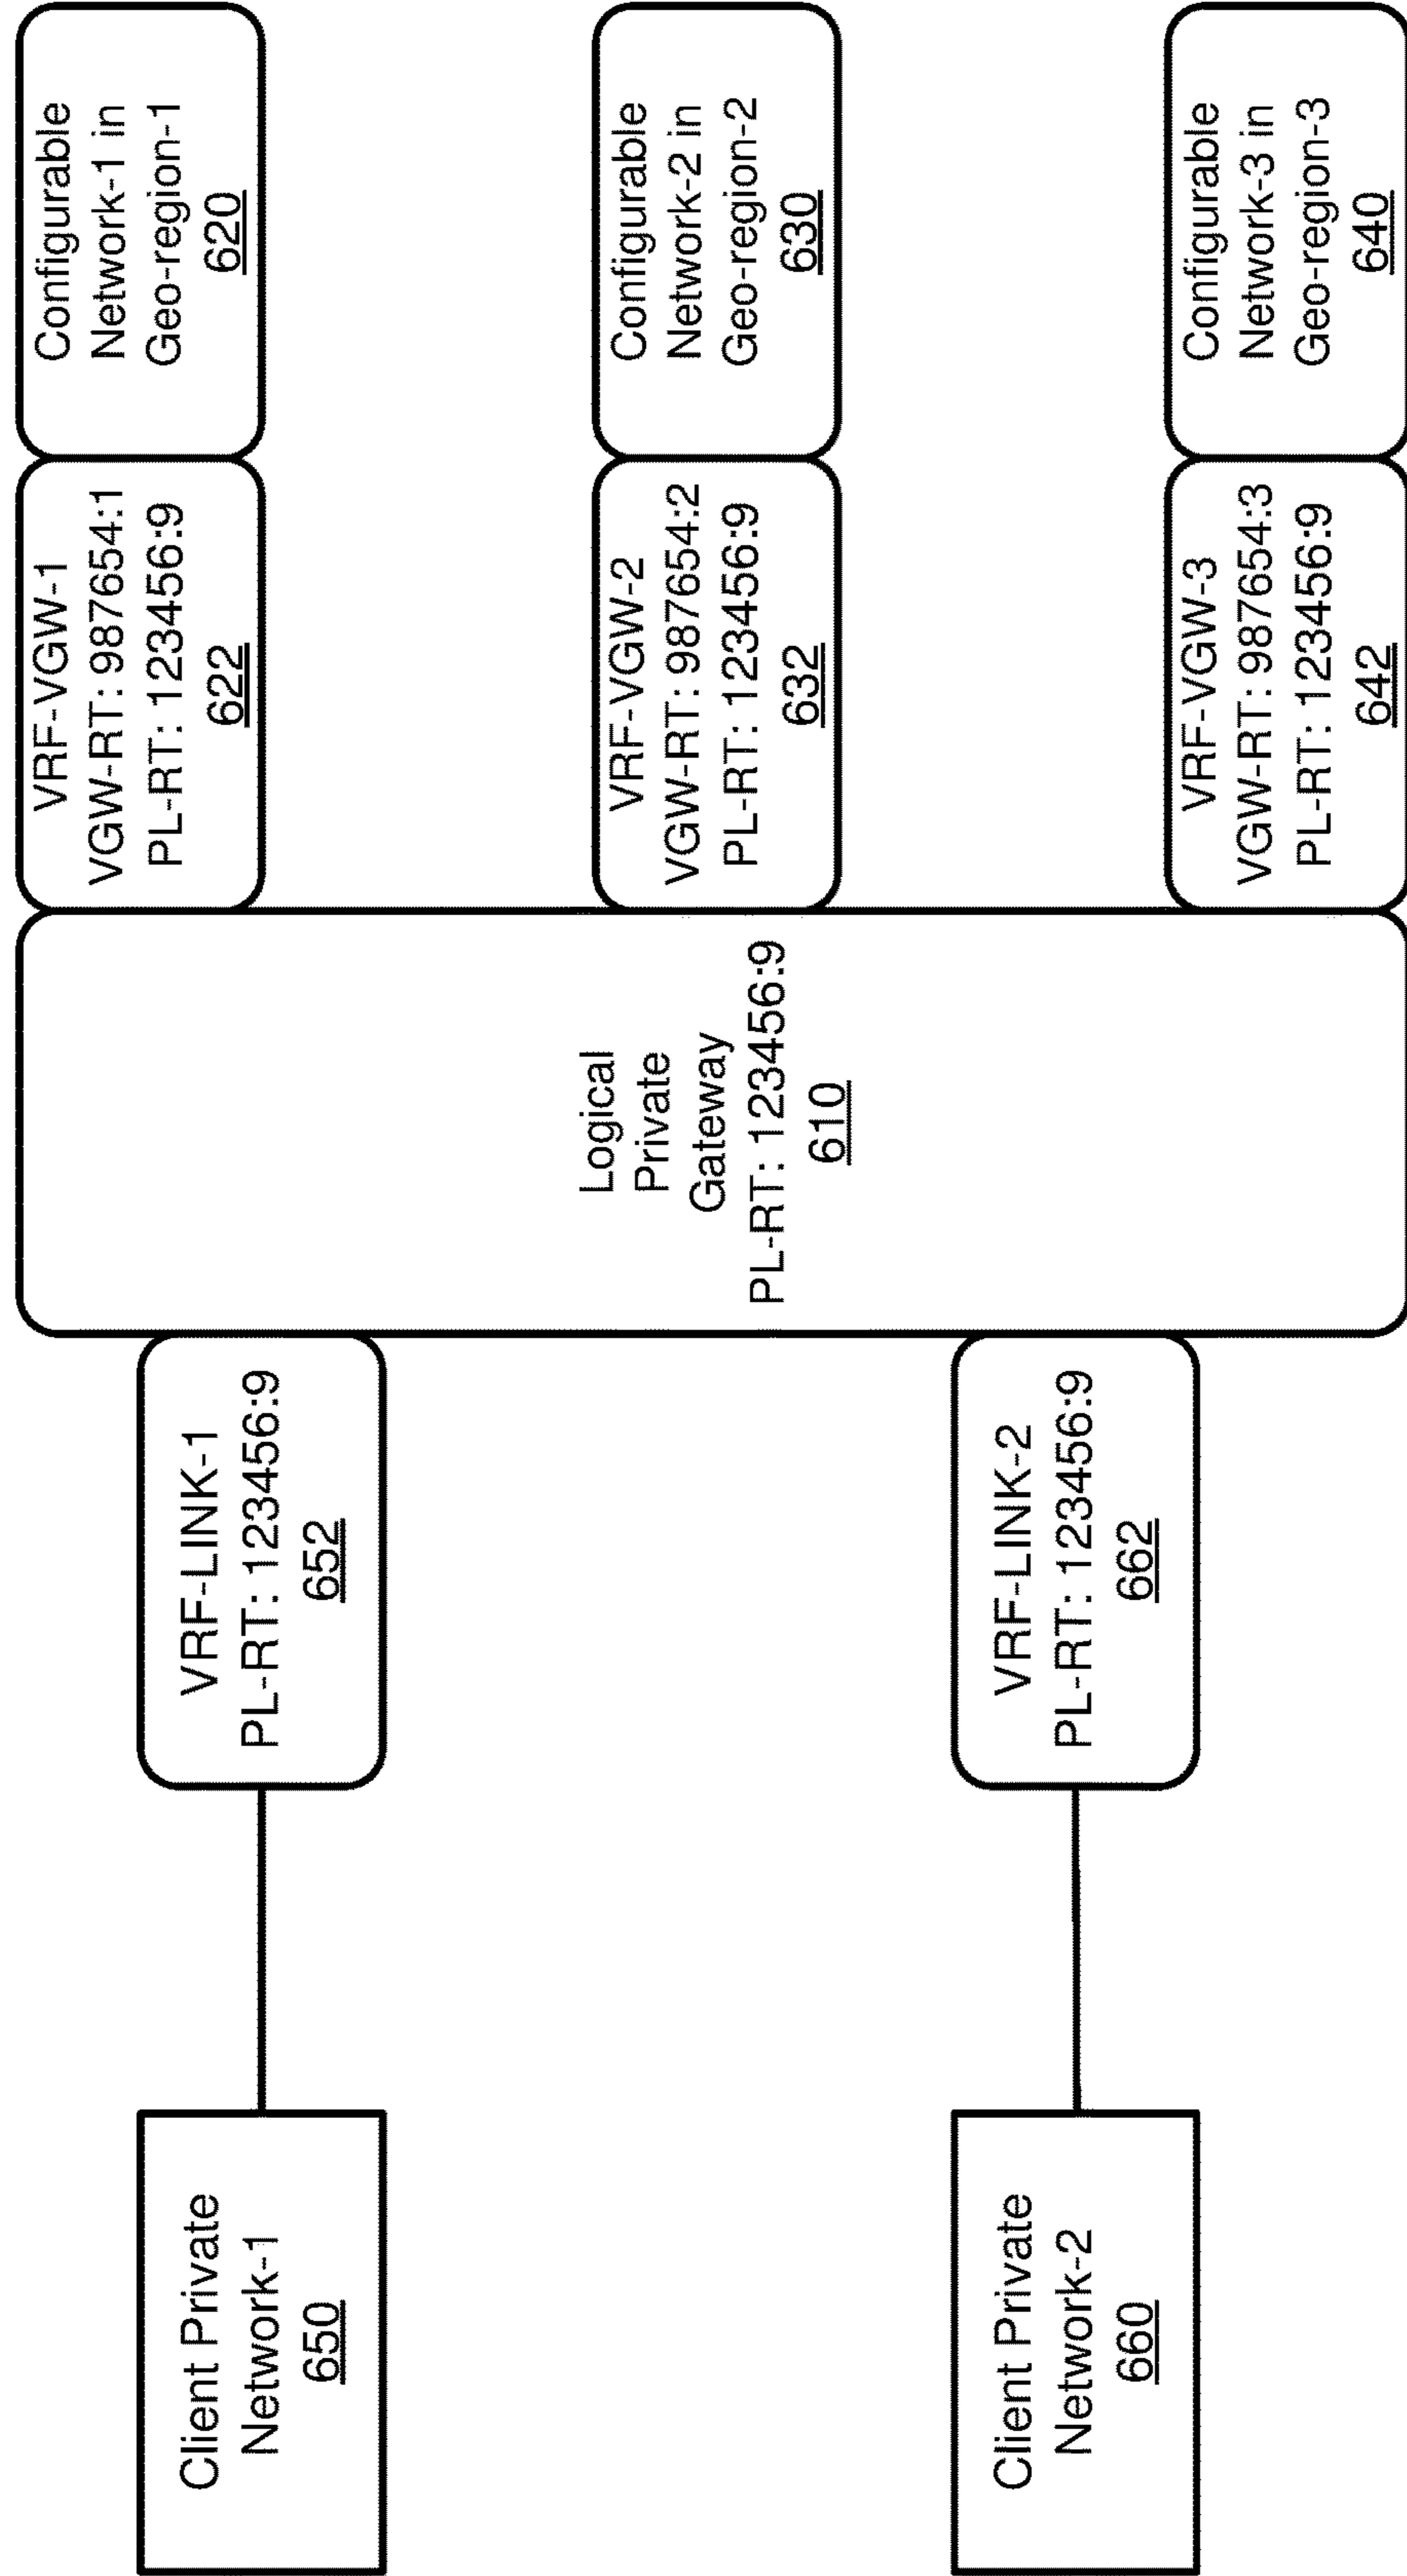 Client Private
Network-1
650
VRF-LINK-1
PL-RT: 123456:9
652
Client Private
Network-2
660
VRF-LINK-2
PL-RT: 123456:9
662
Logical
Private
Gateway
PL-RT: 123456:9
610
VRF-VGW-1
VGW-RT: 987654:1
PL-RT: 123456:9
622
Configurable
Network-1 in
Geo-region-1
620
VRF-VGW-2
VGW-RT: 987654:2
PL-RT: 123456:9
632
Configurable
Network-2 in
Geo-region-2
630
VRF-VGW-3
VGW-RT: 987654:3
PL-RT: 123456:9
642
Configurable
Network-3 in
Geo-region-3
640